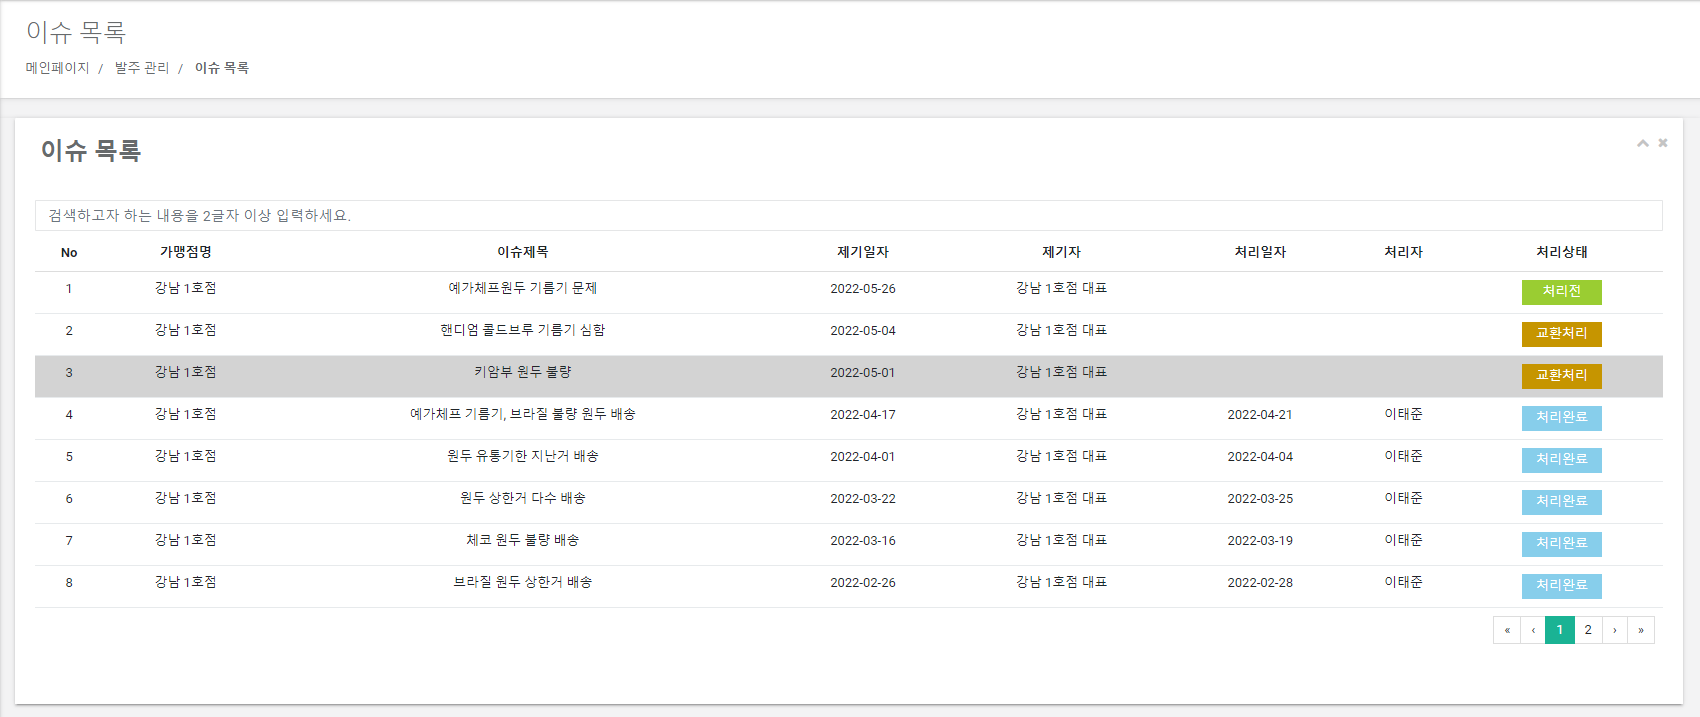 이슈 목록
메인페이지 / 발주 관리 / 이슈 목록
이슈 목록
검색하고자 하는 내용을 2글자 이상 입력하세요.
No 가맹점명 이슈제목 제기일자 제기자 처리일자 처리자 처리상태
1 강남 1호점 예가체프원두 기름기 문제 2022-05-26 강남 1호점 대표 처리전
2 강남 1호점 핸디엄 콜드브루 기름기 심함 2022-05-04 강남 1호점 대표 교환처리
3 강남 1호점 키암부 원두 불량 2022-05-01 강남 1호점 대표 교환처리
4 강남 1호점 예가체프 기름기, 브라질 불량 원두 배송 2022-04-17 강남 1호점 대표 2022-04-21 이태준 처리완료
5 강남 1호점 원두 유통기한 지난거 배송 2022-04-01 강남 1호점 대표 2022-04-04 이태준 처리완료
6 강남 1호점 원두 상한거 다수 배송 2022-03-22 강남 1호점 대표 2022-03-25 이태준 처리완료
7 강남 1호점 체코 원두 불량 배송 2022-03-16 강남 1호점 대표 2022-03-19 이태준 처리완료
8 강남 1호점 브라질 원두 상한거 배송 2022-02-26 강남 1호점 대표 2022-02-28 이태준 처리완료
« ‹ 1 2 › »